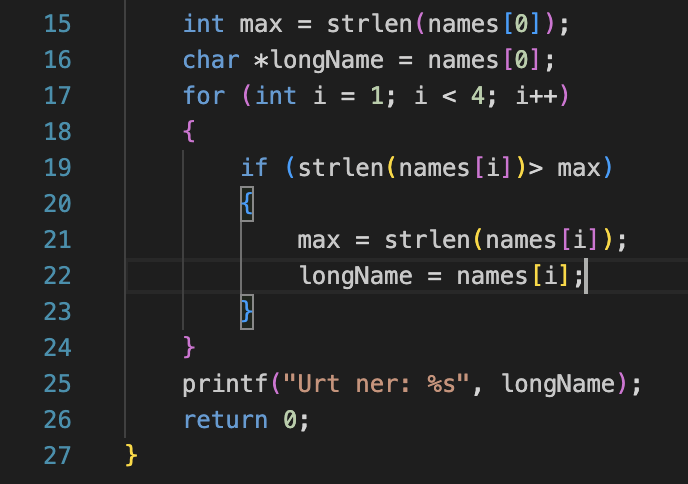 15 int max = strlen(names[0]);
16 char *longName = names[0];
17 for (int i = 1; i < 4; i++)
18 {
19 if (strlen(names[i])> max)
20 {
21 max = strlen(names[i]);
22 longName = names[i];
23 }
24 }
25 printf("Urt ner: %s", longName);
26 return 0;
27 }